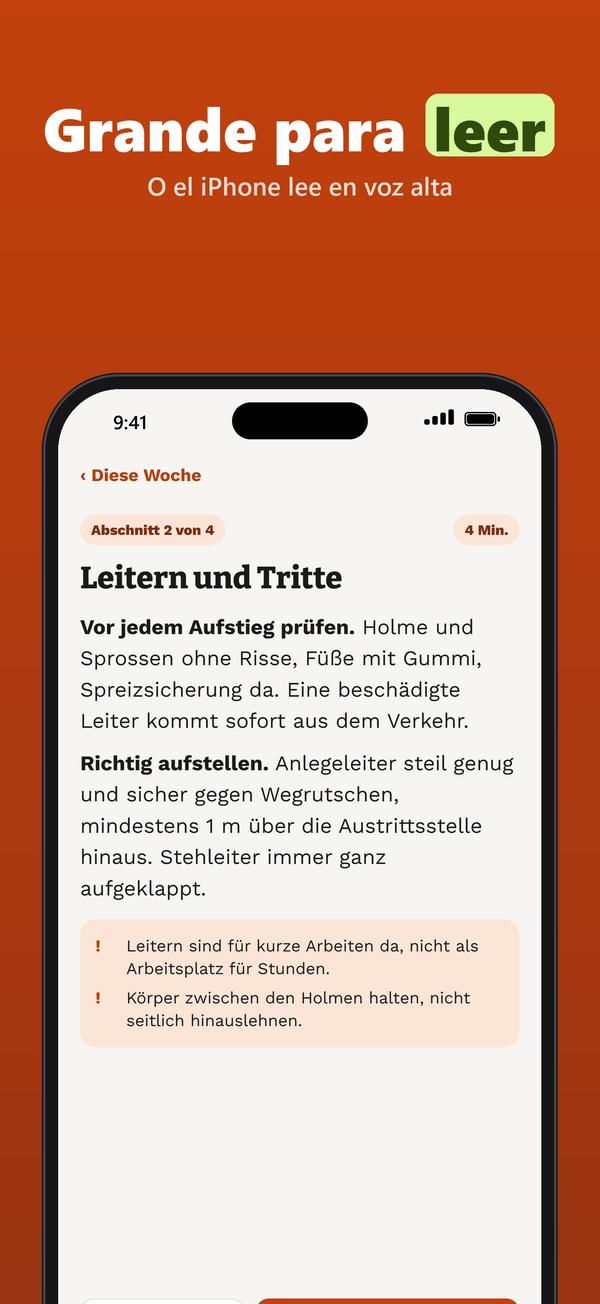 Grande para leer
O el iPhone lee en voz alta
9:41
‹ Diese Woche
Abschnitt 2 von 4
4 Min.
Leitern und Tritte
Vor jedem Aufstieg prüfen. Holme und
Sprossen ohne Risse, Füße mit Gummi,
Spreizsicherung da. Eine beschädigte
Leiter kommt sofort aus dem Verkehr.
Richtig aufstellen. Anlegeleiter steil genug
und sicher gegen Wegrutschen,
mindestens 1 m über die Austrittsstelle
hinaus. Stehleiter immer ganz
aufgeklappt.
! Leitern sind für kurze Arbeiten da, nicht als
Arbeitsplatz für Stunden.
! Körper zwischen den Holmen halten, nicht
seitlich hinauslehnen.